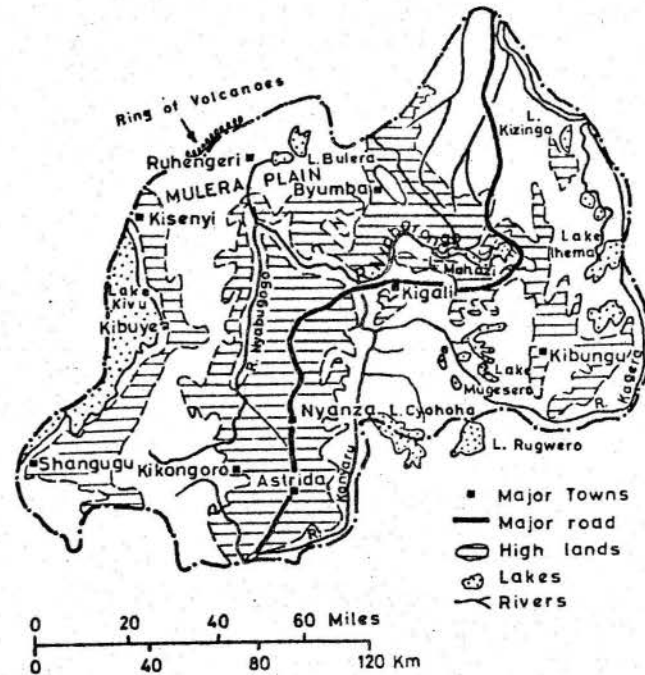 Ring of Volcanoes
L.
Kizinga
Ruhengeri
L. Bulera
MULERA PLAIN
Byumba
Kisenyi
R. Nyabarongo
L. Mahazi
Lake
Ihema
Lake
Kivu
Kigali
Kibuye
R. Nyabugogo
Kibungu
Lake
Mugesera
R. Kagera
Nyanza
L. Cyohoha
L. Rugwero
Shangugu
Kikongoro
Astrida
R. Kanyaru
Major Towns
Major road
High lands
Lakes
Rivers
0 20 40 60 Miles
0 40 80 120 Km